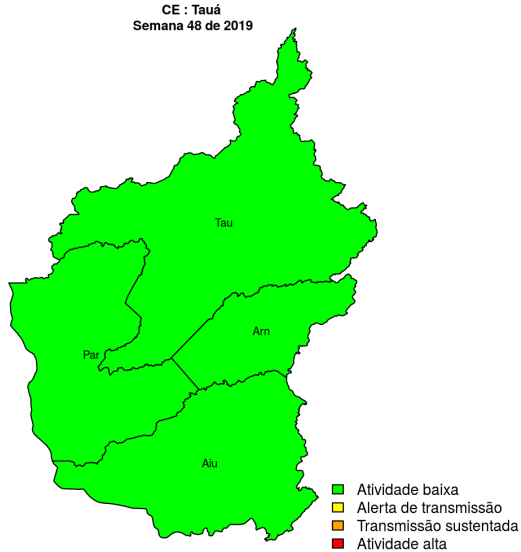 CE : Tauá
Semana 48 de 2019
Tau
Arn
Par
Aiu
Atividade baixa
Alerta de transmissão
Transmissão sustentada
Atividade alta